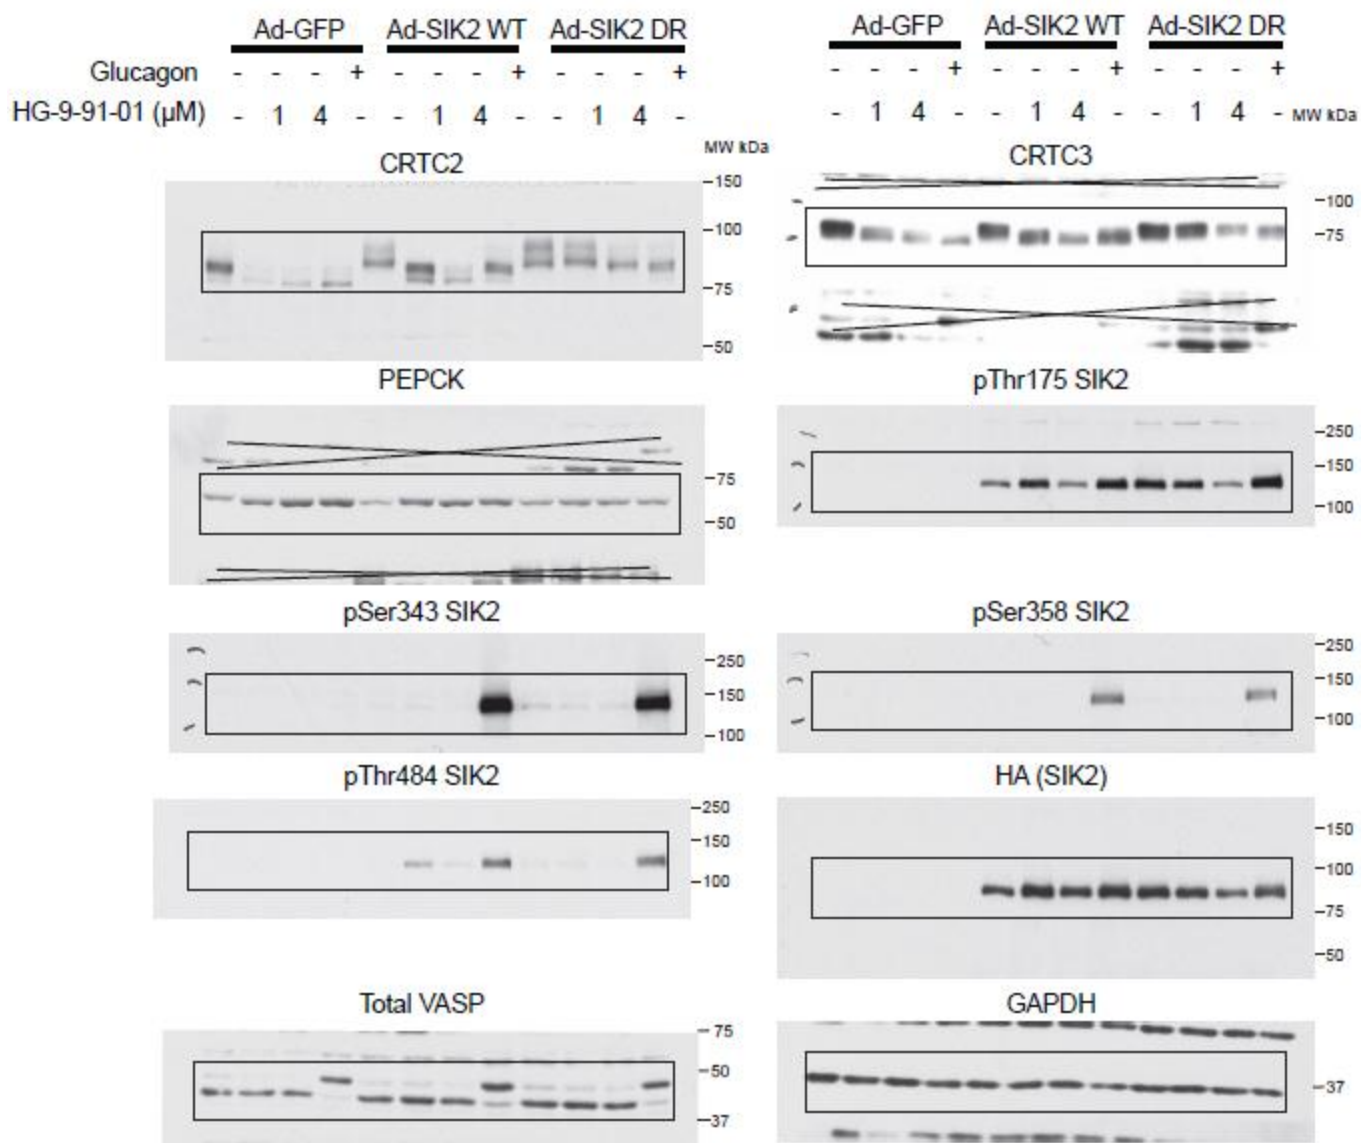 Ad-GFP Ad-SIK2 WT Ad-SIK2 DR
Glucagon - - - + - - - + - - - +
HG-9-91-01 (µM) - 1 4 - - 1 4 - - 1 4 -
MW kDa
CRTC2
-150
-100
-75
-50
Ad-GFP Ad-SIK2 WT Ad-SIK2 DR
- - - + - - - + - - - +
- 1 4 - - 1 4 - - 1 4 - MW kDa
CRTC3
-100
-75
PEPCK
-75
-50
pThr175 SIK2
-250
-150
-100
pSer343 SIK2
-250
-150
-100
pSer358 SIK2
-250
-150
-100
pThr484 SIK2
-250
-150
-100
HA (SIK2)
-150
-100
-75
-50
Total VASP
-75
-50
-37
GAPDH
-37